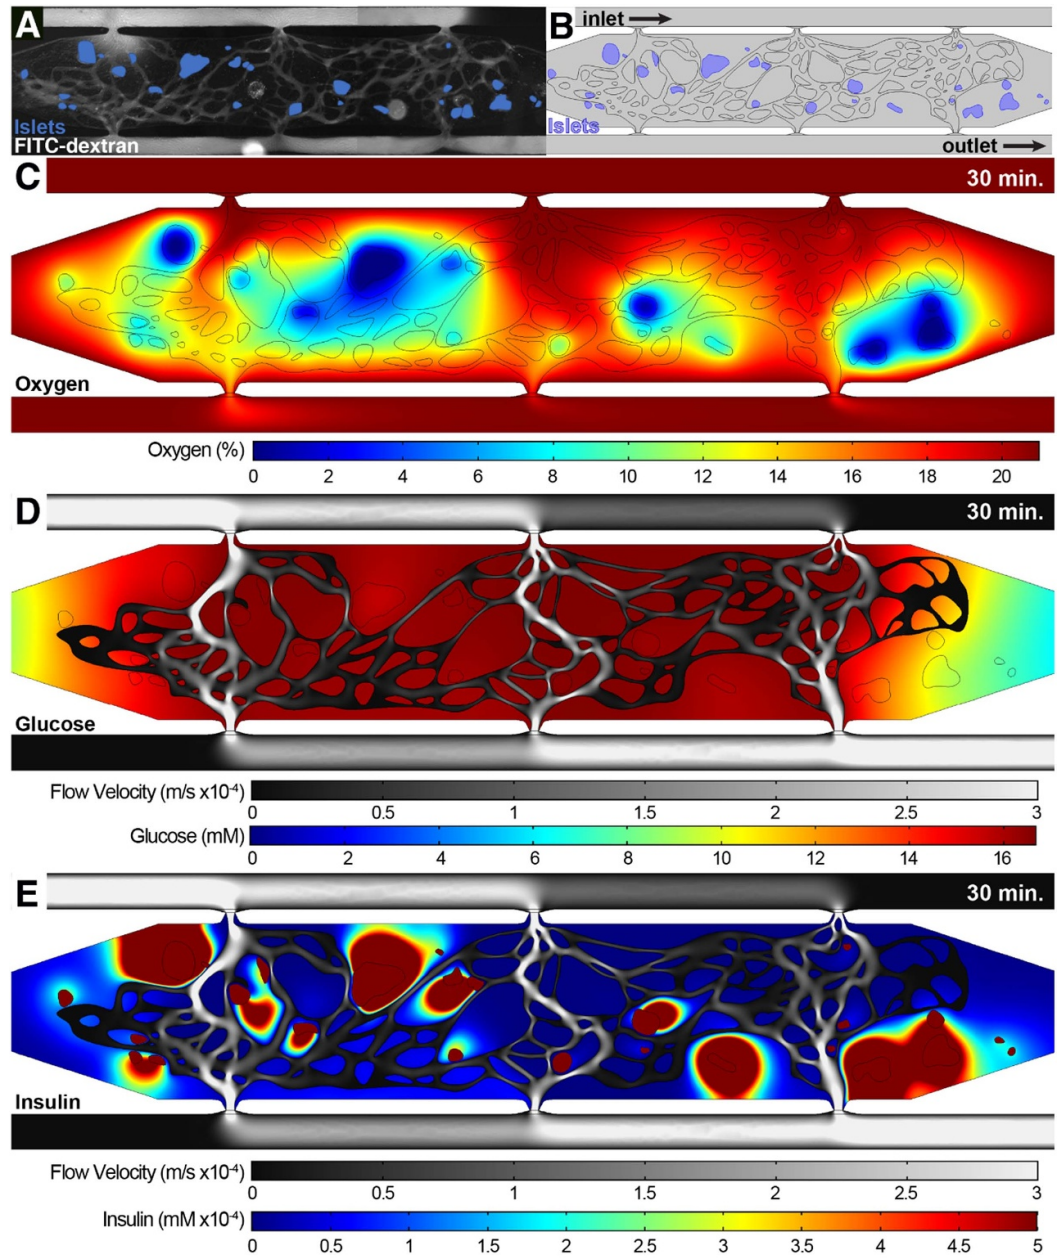 A
Islets
FITC-dextran
B
inlet
Islets
outlet
C
30 min.
Oxygen
Oxygen (%)
0 2 4 6 8 10 12 14 16 18 20
D
30 min.
Glucose
Flow Velocity (m/s x10⁻⁴)
0 0.5 1 1.5 2 2.5 3
Glucose (mM)
0 2 4 6 8 10 12 14 16
E
30 min.
Insulin
Flow Velocity (m/s x10⁻⁴)
0 0.5 1 1.5 2 2.5 3
Insulin (mM x10⁻⁴)
0 0.5 1 1.5 2 2.5 3 3.5 4 4.5 5